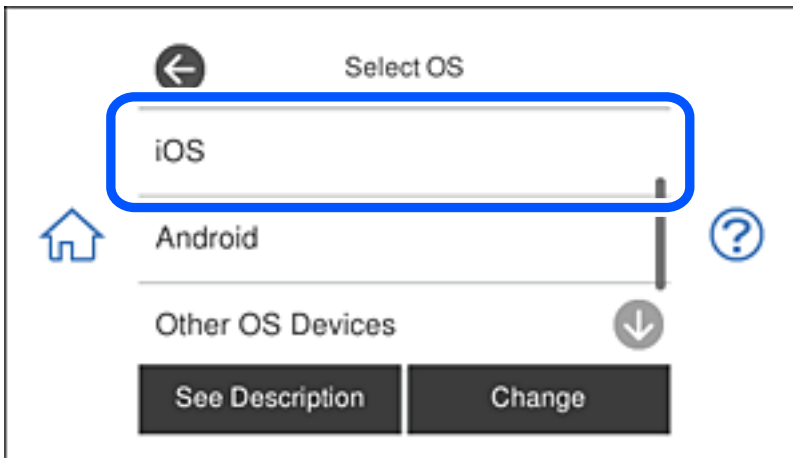 Select OS
iOS
Android
Other OS Devices
See Description
Change